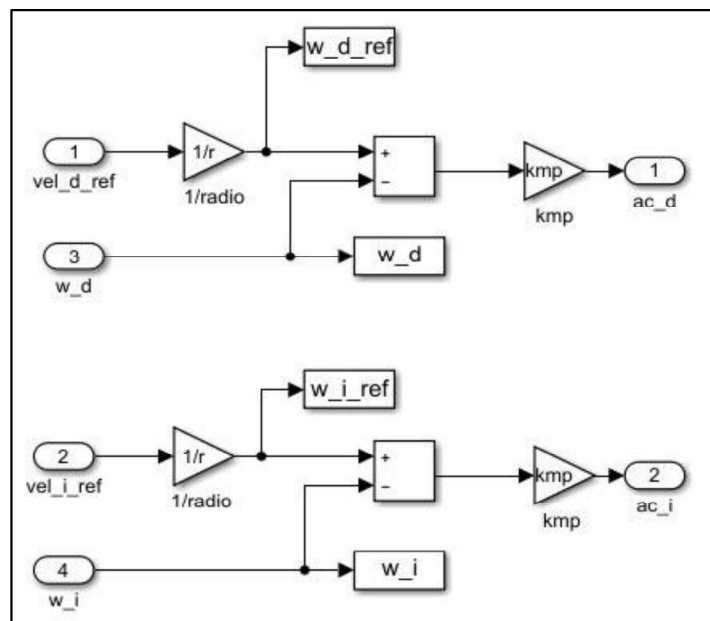 w_d_ref
1
1/r
+
−
kmp
1
vel_d_ref
1/radio
kmp
ac_d
3
w_d
w_d
w_i_ref
2
1/r
+
−
kmp
2
vel_i_ref
1/radio
kmp
ac_i
4
w_i
w_i